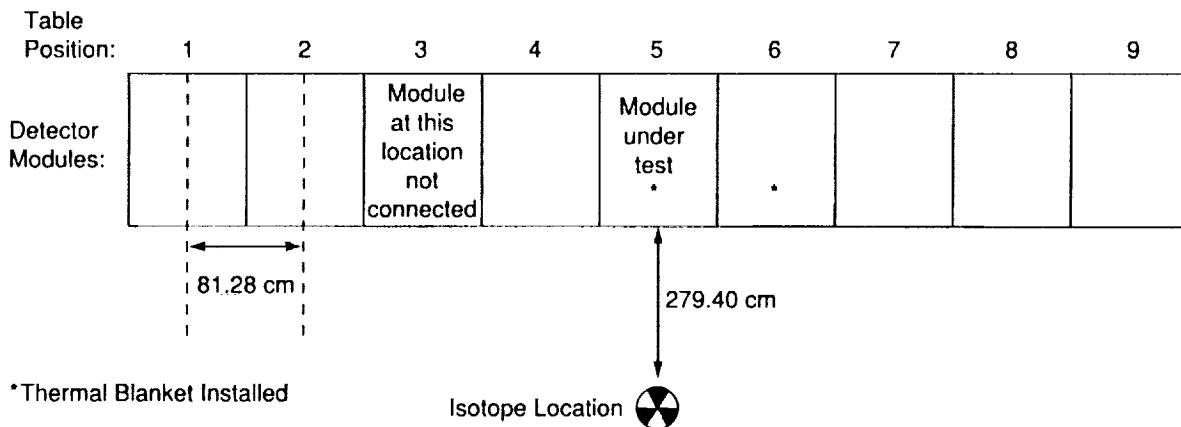 Table
Position: 1 2 3 4 5 6 7 8 9
Detector
Modules:
Module
at this
location
not
connected
Module
under
test
*
*
81.28 cm
279.40 cm
*Thermal Blanket Installed
Isotope Location